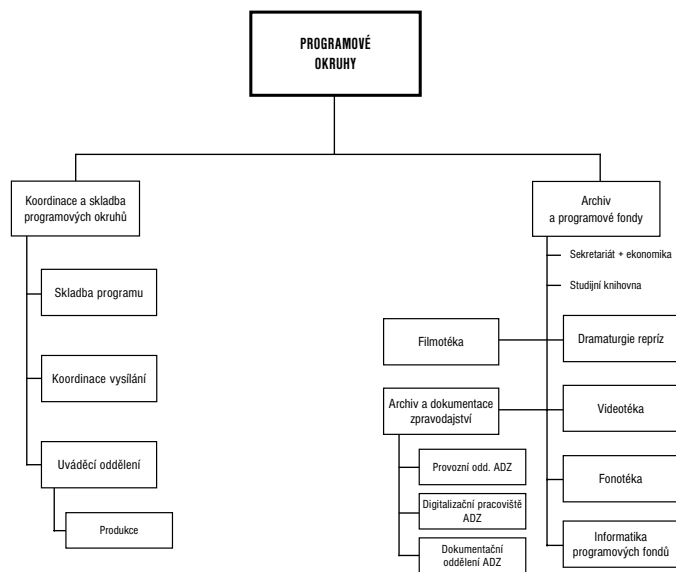 PROGRAMOVÉ
OKRUHY
Koordinace a skladba
programových okruhů
Skladba programu
Koordinace vysílání
Uváděcí oddělení
Produkce
Archiv
a programové fondy
Sekretariát + ekonomika
Studijní knihovna
Filmotéka
Dramaturgie repríz
Archiv a dokumentace
zpravodajství
Videotéka
Provozní odd. ADZ
Digitalizační pracoviště
ADZ
Dokumentační
oddělení ADZ
Fonotéka
Informatika
programových fondů